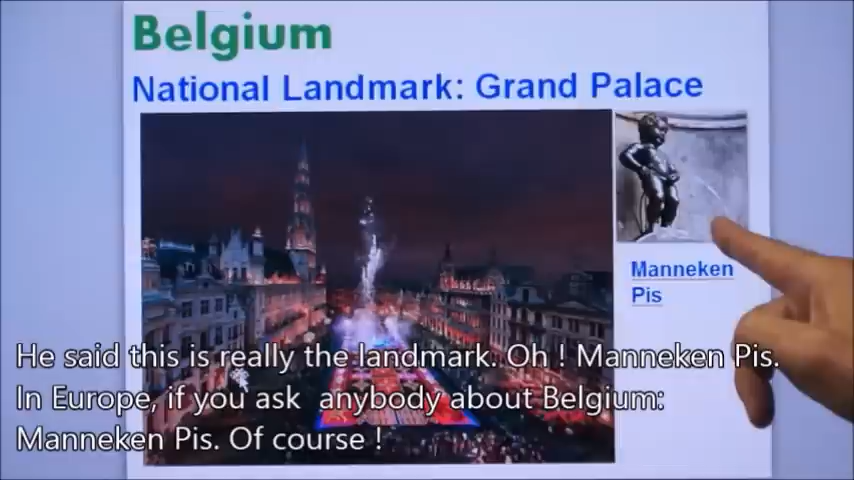 Belgium
National Landmark: Grand Palace
Manneken
Pis
He said this is really the landmark. Oh ! Manneken Pis.
In Europe, if you ask anybody about Belgium:
Manneken Pis. Of course !